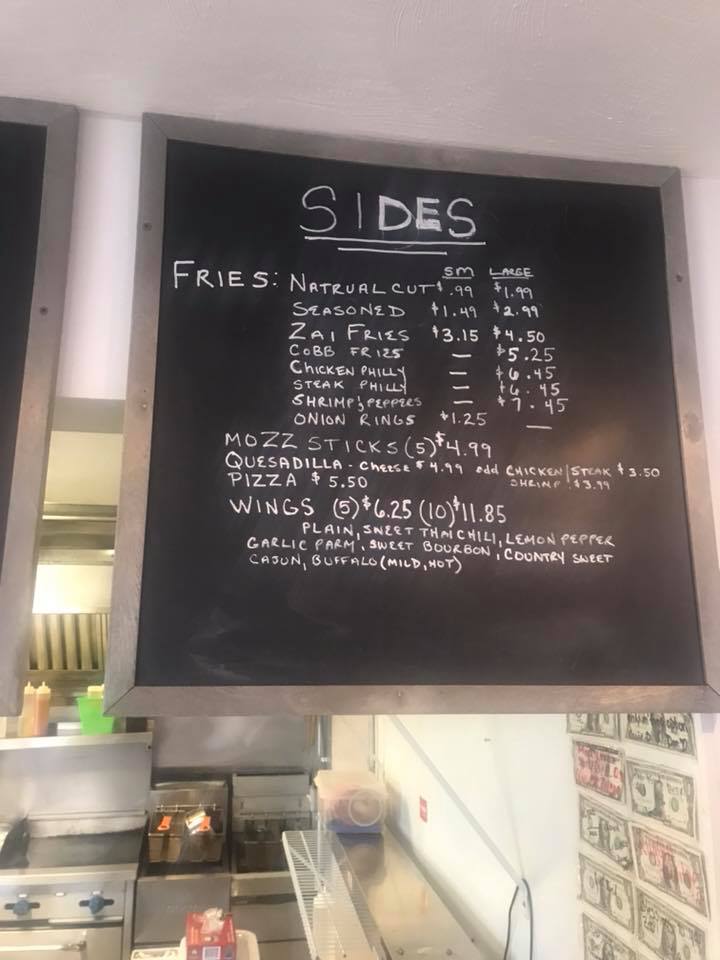 SIDES
SM LARGE
FRIES: NATRUAL CUT $.99 $1.99
SEASONED $1.49 $2.99
ZAI FRIES $3.15 $4.50
COBB FRIES — $5.25
CHICKEN PHILLY — $6.45
STEAK PHILLY — $6.45
SHRIMP & PEPPERS — $7.45
ONION RINGS $1.25 —
MOZZ STICKS (5) $4.99
QUESADILLA - CHEESE $4.99 add CHICKEN/STEAK $3.50
PIZZA $5.50 SHRIMP $3.99
WINGS (5) $6.25 (10) $11.85
PLAIN, SWEET THAI CHILI, LEMON PEPPER
GARLIC PARM, SWEET BOURBON, COUNTRY SWEET
CAJUN, BUFFALO (MILD, HOT)